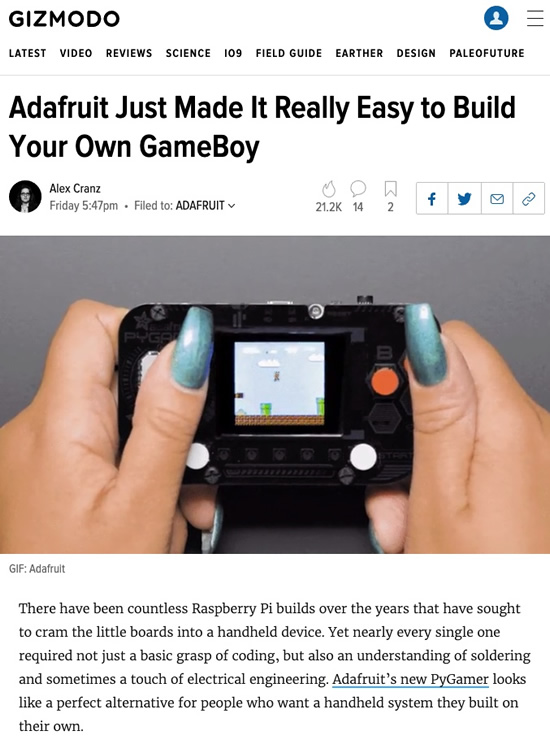 GIZMODO
LATEST VIDEO REVIEWS SCIENCE IO9 FIELD GUIDE EARTHER DESIGN PALEOFUTURE
Adafruit Just Made It Really Easy to Build
Your Own GameBoy
Alex Cranz
Friday 5:47pm • Filed to: ADAFRUIT
21.2K 14 2
B
GIF: Adafruit
There have been countless Raspberry Pi builds over the years that have sought
to cram the little boards into a handheld device. Yet nearly every single one
required not just a basic grasp of coding, but also an understanding of soldering
and sometimes a touch of electrical engineering. Adafruit’s new PyGamer looks
like a perfect alternative for people who want a handheld system they built on
their own.